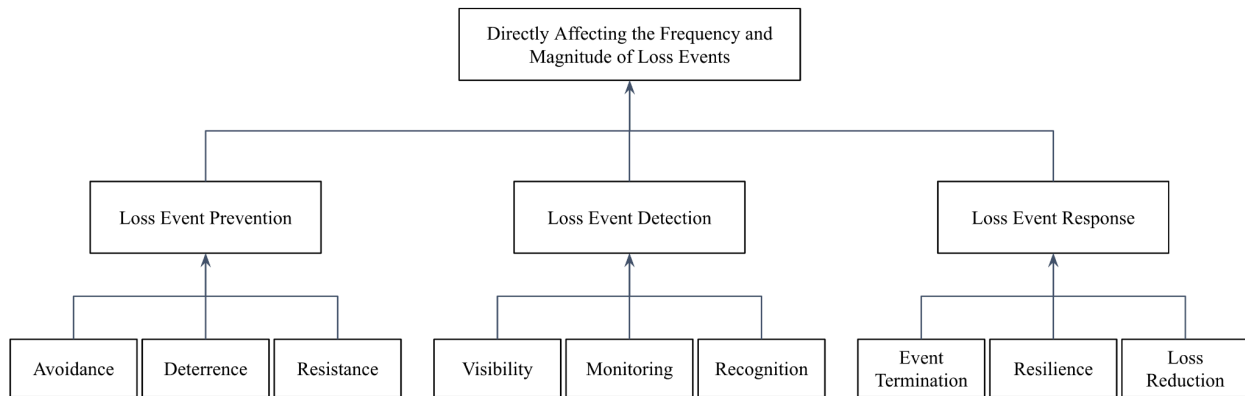 Directly Affecting the Frequency and
Magnitude of Loss Events
Loss Event Prevention
Loss Event Detection
Loss Event Response
Avoidance
Deterrence
Resistance
Visibility
Monitoring
Recognition
Event
Termination
Resilience
Loss
Reduction